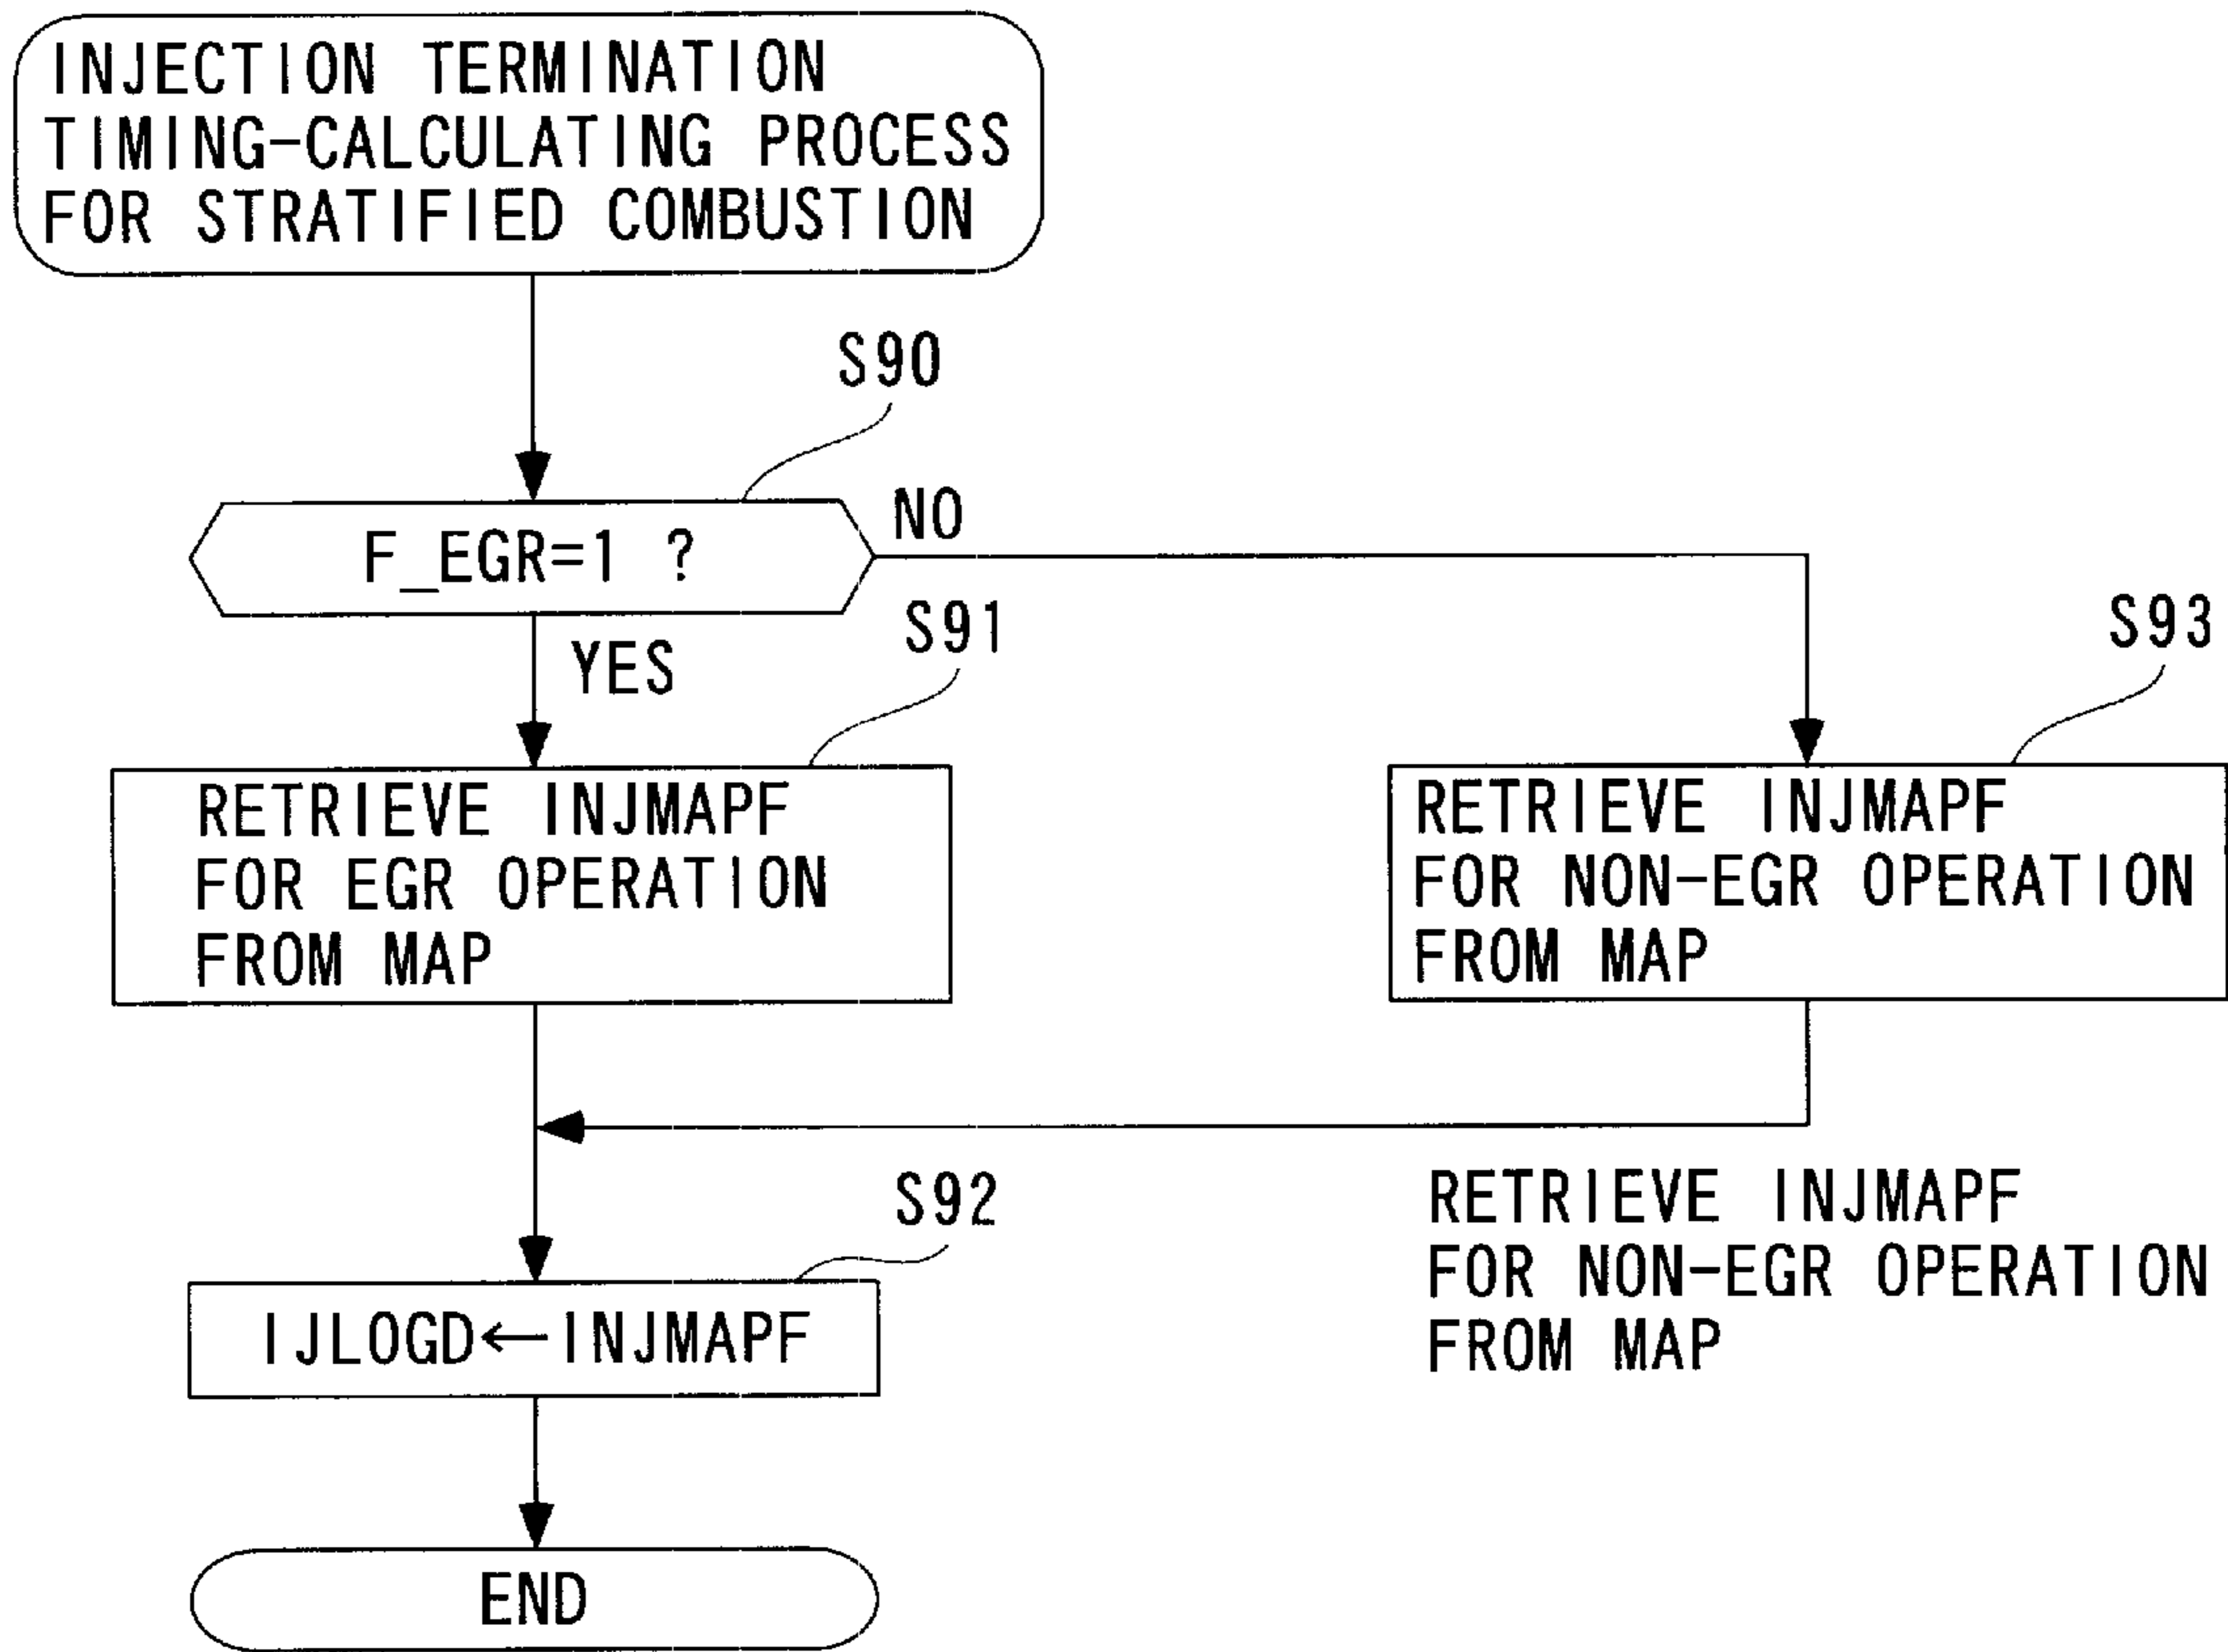 INJECTION TERMINATION
TIMING-CALCULATING PROCESS
FOR STRATIFIED COMBUSTION
S90
F_EGR=1 ?
NO
YES
S91
S93
RETRIEVE INJMAPF
FOR EGR OPERATION
FROM MAP
RETRIEVE INJMAPF
FOR NON-EGR OPERATION
FROM MAP
S92
IJLOGD←INJMAPF
RETRIEVE INJMAPF
FOR NON-EGR OPERATION
FROM MAP
END